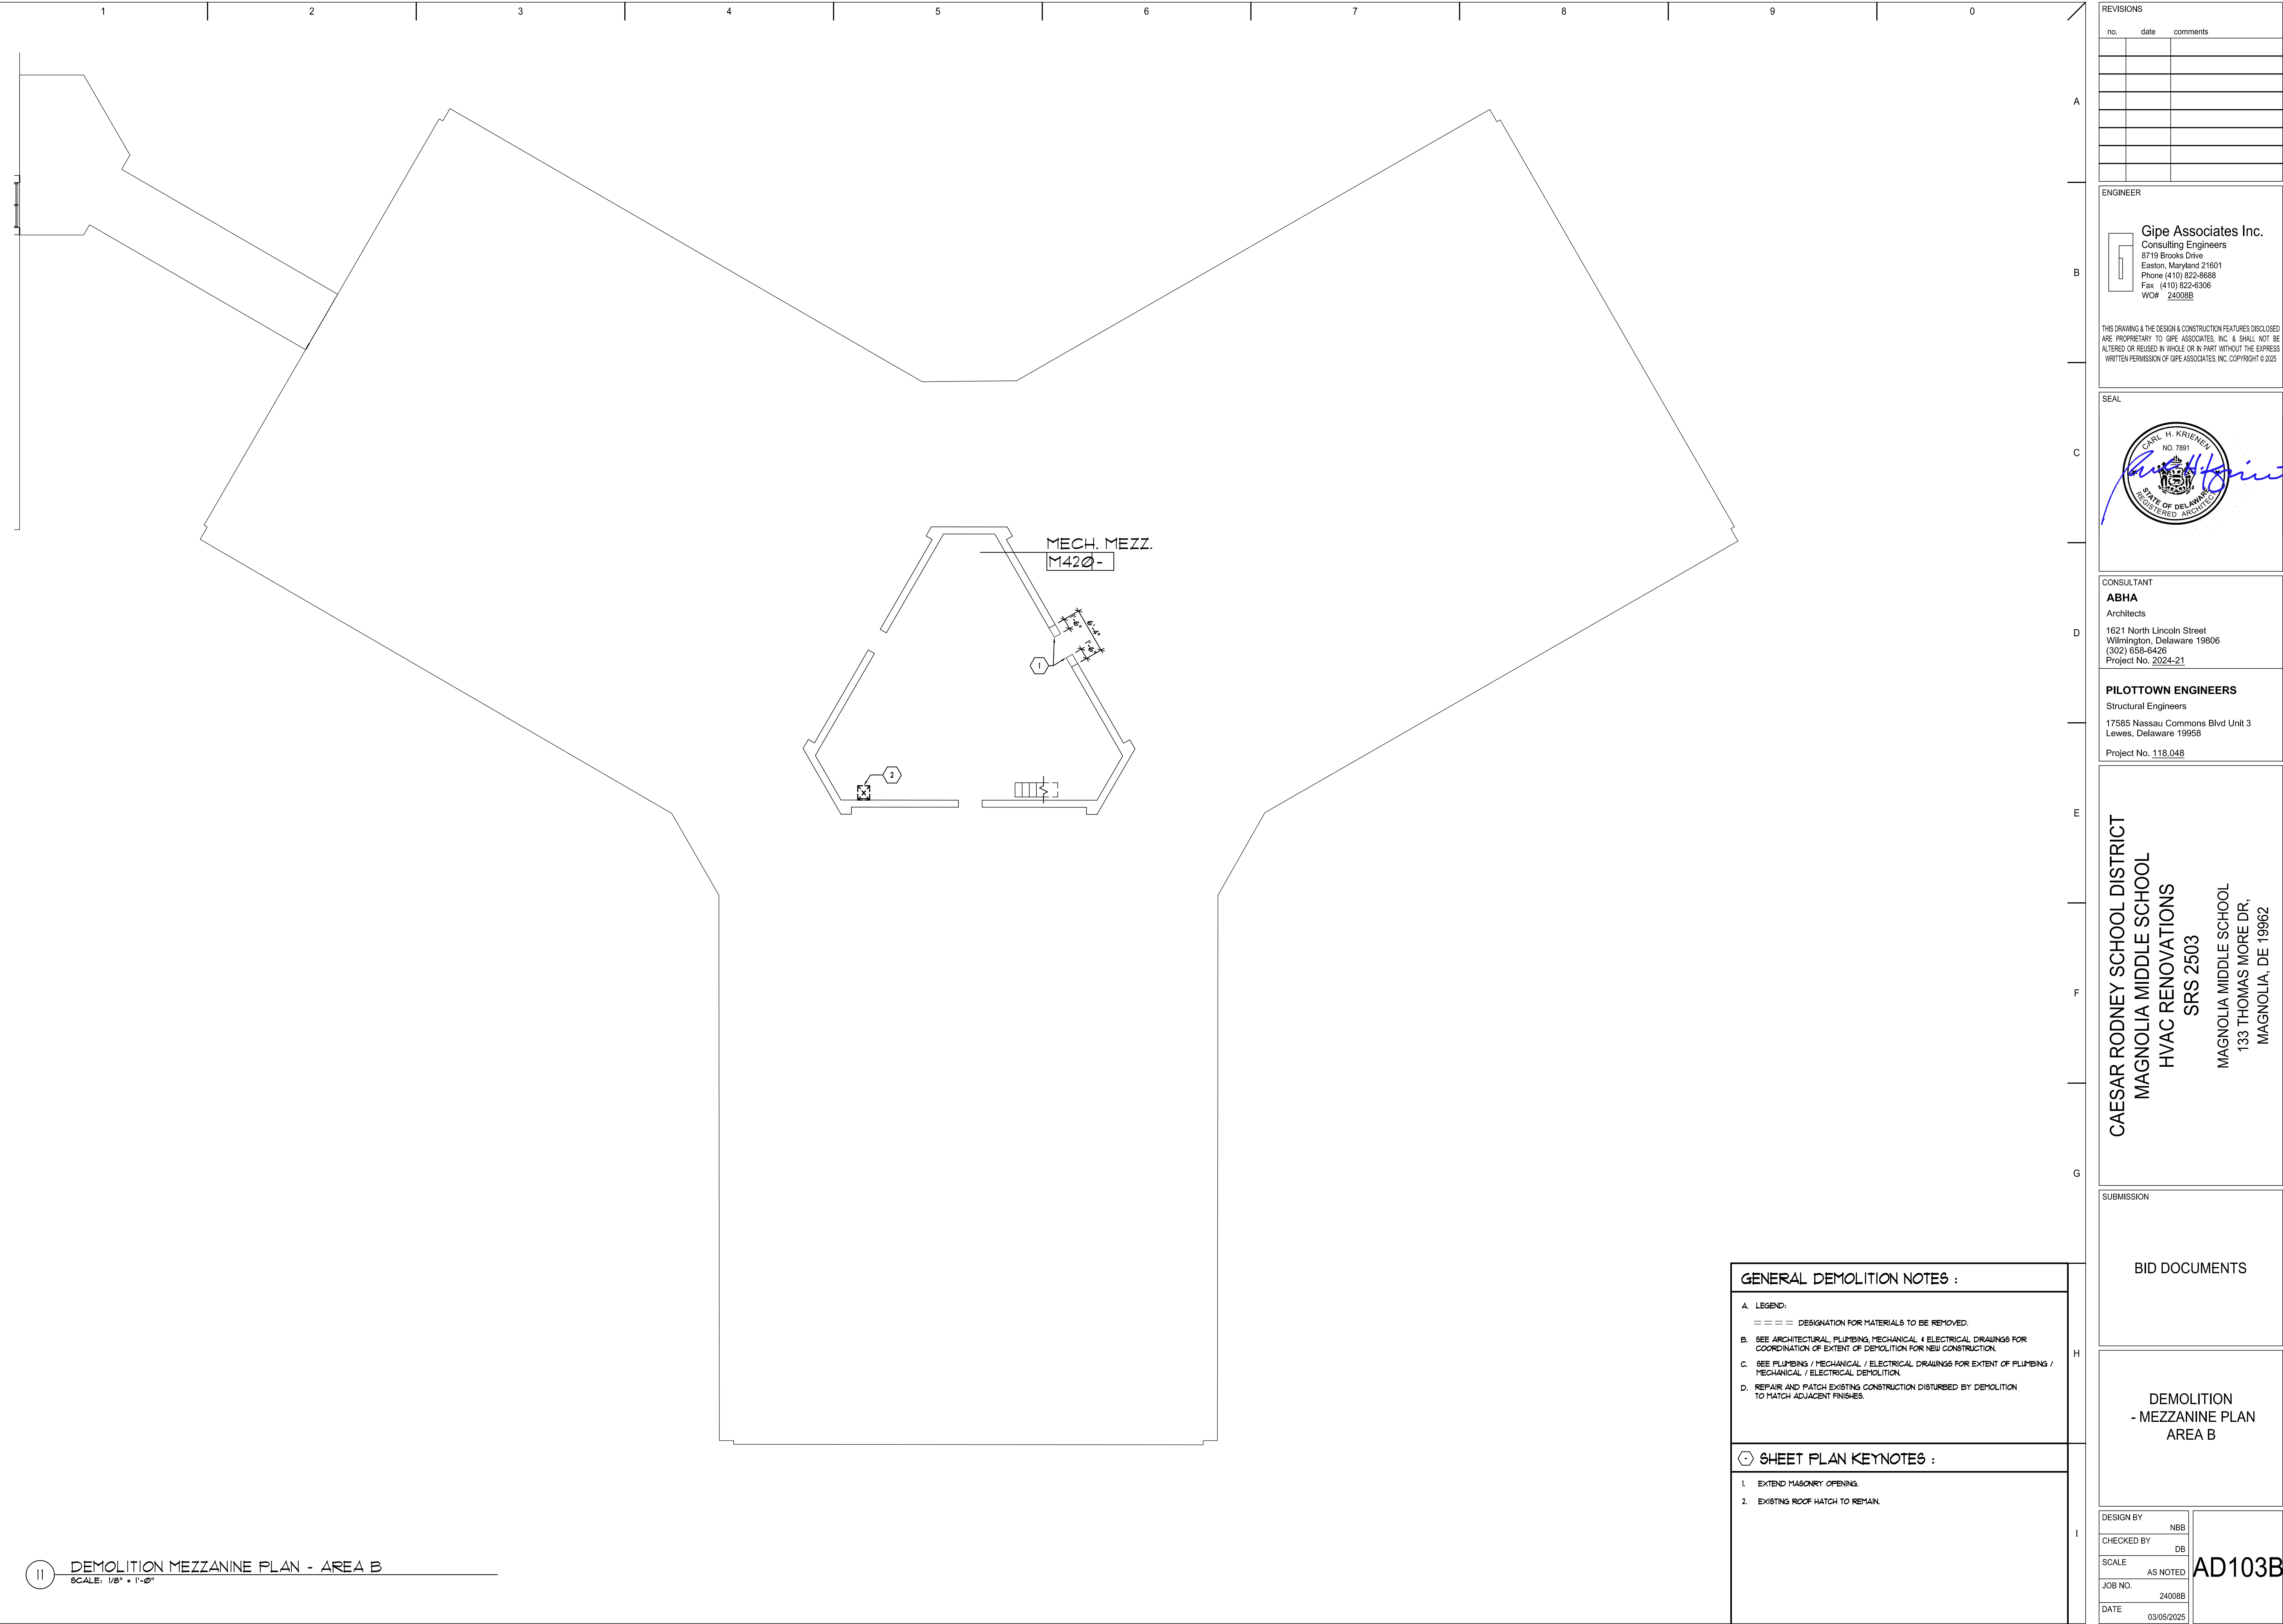 1 2 3 4 5 6 7 8 9 0
A
B
C
D
E
F
G
H
I
MECH. MEZZ.
M420-
1'-6"
6'-4"
1'-6"
1
2
X
I1
DEMOLITION MEZZANINE PLAN - AREA B
SCALE: 1/8" = 1'-0"
GENERAL DEMOLITION NOTES :
A. LEGEND:
==== DESIGNATION FOR MATERIALS TO BE REMOVED.
B. SEE ARCHITECTURAL, PLUMBING, MECHANICAL & ELECTRICAL DRAWINGS FOR
COORDINATION OF EXTENT OF DEMOLITION FOR NEW CONSTRUCTION.
C. SEE PLUMBING / MECHANICAL / ELECTRICAL DRAWINGS FOR EXTENT OF PLUMBING /
MECHANICAL / ELECTRICAL DEMOLITION.
D. REPAIR AND PATCH EXISTING CONSTRUCTION DISTURBED BY DEMOLITION
TO MATCH ADJACENT FINISHES.
- SHEET PLAN KEYNOTES :
1. EXTEND MASONRY OPENING.
2. EXISTING ROOF HATCH TO REMAIN.
REVISIONS
no. date comments
ENGINEER
Gipe Associates Inc.
Consulting Engineers
8719 Brooks Drive
Easton, Maryland 21601
Phone (410) 822-8688
Fax (410) 822-6306
WO# 24008B
THIS DRAWING & THE DESIGN & CONSTRUCTION FEATURES DISCLOSED
ARE PROPRIETARY TO GIPE ASSOCIATES, INC. & SHALL NOT BE
ALTERED OR REUSED IN WHOLE OR IN PART WITHOUT THE EXPRESS
WRITTEN PERMISSION OF GIPE ASSOCIATES, INC. COPYRIGHT © 2025
SEAL
CARL H. KRIENEN
NO. 7891
STATE OF DELAWARE
REGISTERED ARCHITECT
CONSULTANT
ABHA
Architects
1621 North Lincoln Street
Wilmington, Delaware 19806
(302) 658-6426
Project No. 2024-21
PILOTTOWN ENGINEERS
Structural Engineers
17585 Nassau Commons Blvd Unit 3
Lewes, Delaware 19958
Project No. 118.048
CAESAR RODNEY SCHOOL DISTRICT
MAGNOLIA MIDDLE SCHOOL
HVAC RENOVATIONS
SRS 2503
MAGNOLIA MIDDLE SCHOOL
133 THOMAS MORE DR,
MAGNOLIA, DE 19962
SUBMISSION
BID DOCUMENTS
DEMOLITION
- MEZZANINE PLAN
AREA B
DESIGN BY
NBB
CHECKED BY
DB
SCALE
AS NOTED
JOB NO.
24008B
DATE
03/05/2025
AD103B